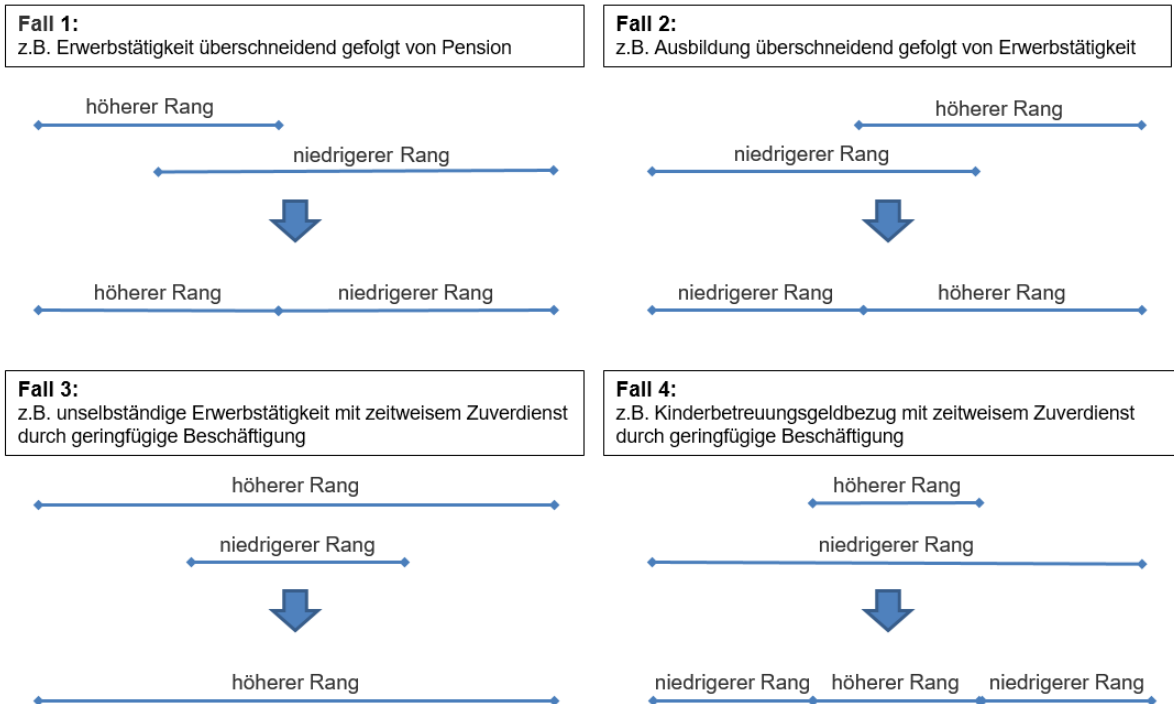 Fall 1:
z.B. Erwerbstätigkeit überschneidend gefolgt von Pension
höherer Rang
niedrigerer Rang
höherer Rang
niedrigerer Rang
Fall 2:
z.B. Ausbildung überschneidend gefolgt von Erwerbstätigkeit
höherer Rang
niedrigerer Rang
niedrigerer Rang
höherer Rang
Fall 3:
z.B. unselbständige Erwerbstätigkeit mit zeitweisem Zuverdienst
durch geringfügige Beschäftigung
höherer Rang
niedrigerer Rang
höherer Rang
Fall 4:
z.B. Kinderbetreuungsgeldbezug mit zeitweisem Zuverdienst
durch geringfügige Beschäftigung
höherer Rang
niedrigerer Rang
niedrigerer Rang
höherer Rang
niedrigerer Rang